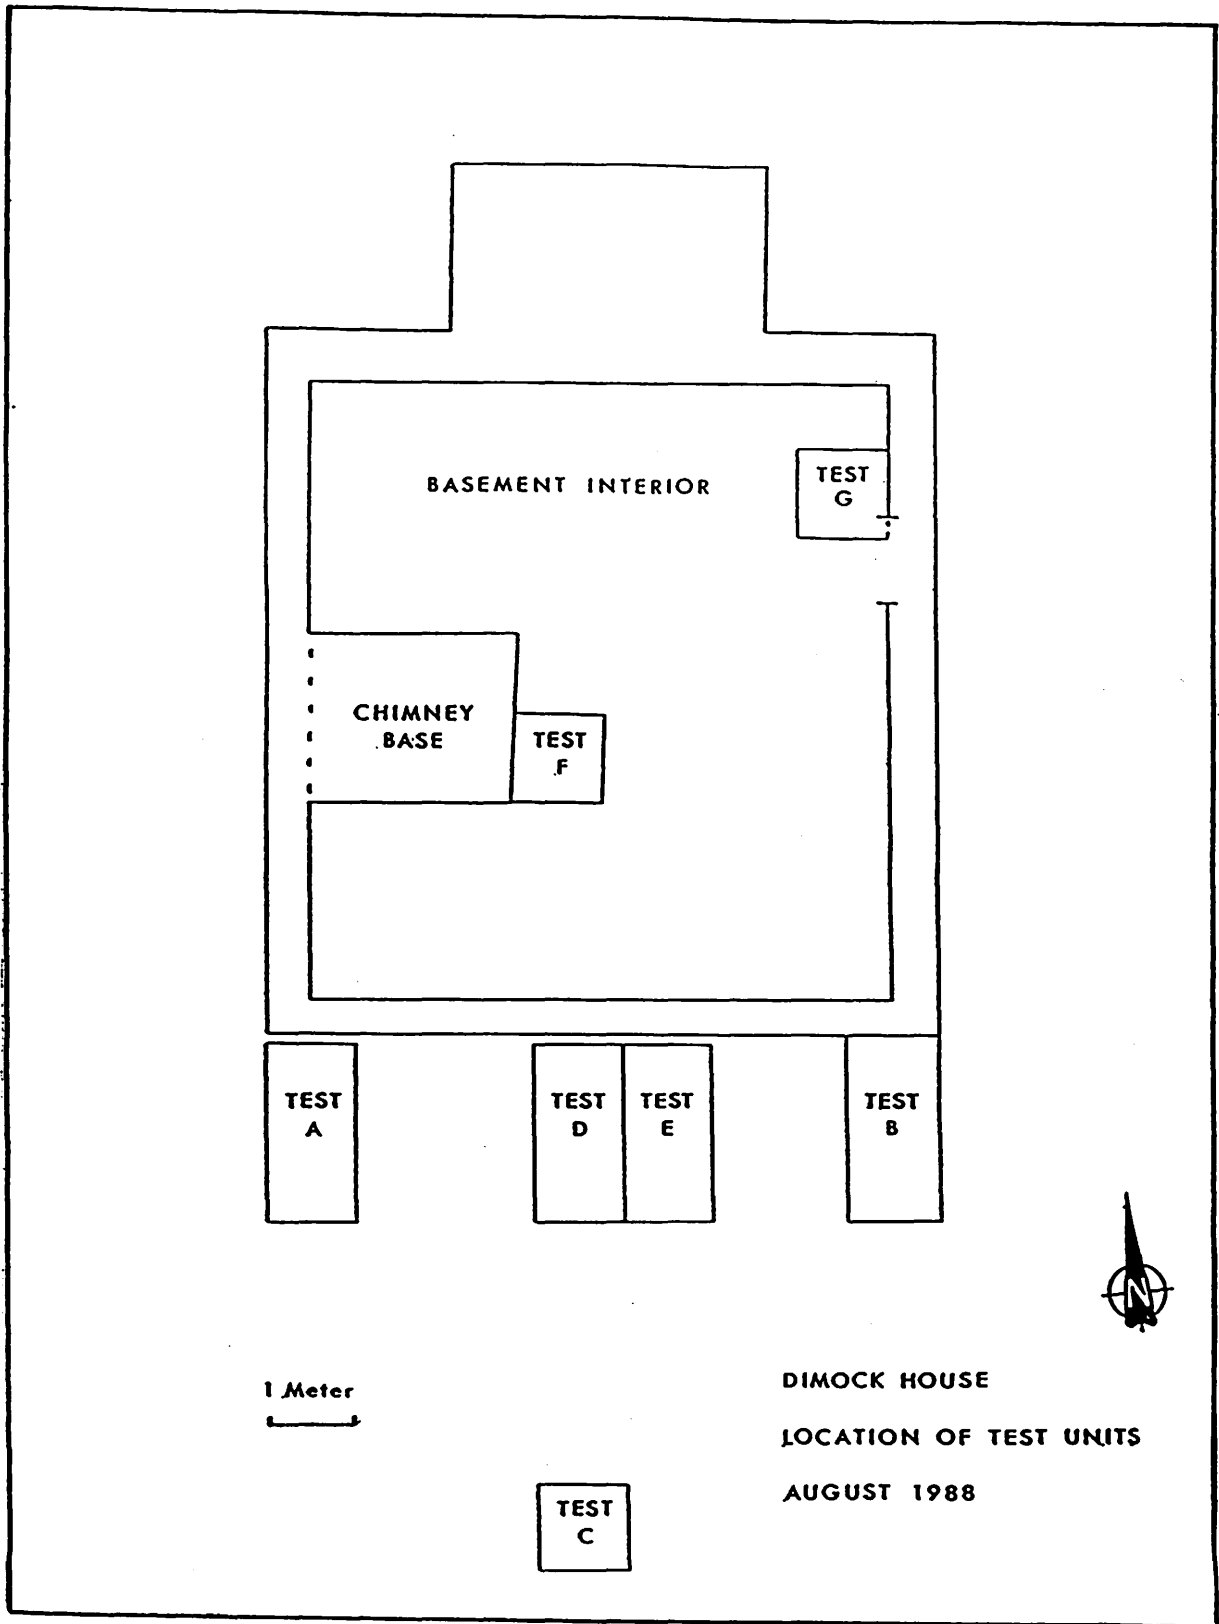 BASEMENT INTERIOR
TEST
G
CHIMNEY
BASE
TEST
F
TEST
A
TEST
D
TEST
E
TEST
B
N
1 Meter
DIMOCK HOUSE
LOCATION OF TEST UNITS
AUGUST 1988
TEST
C